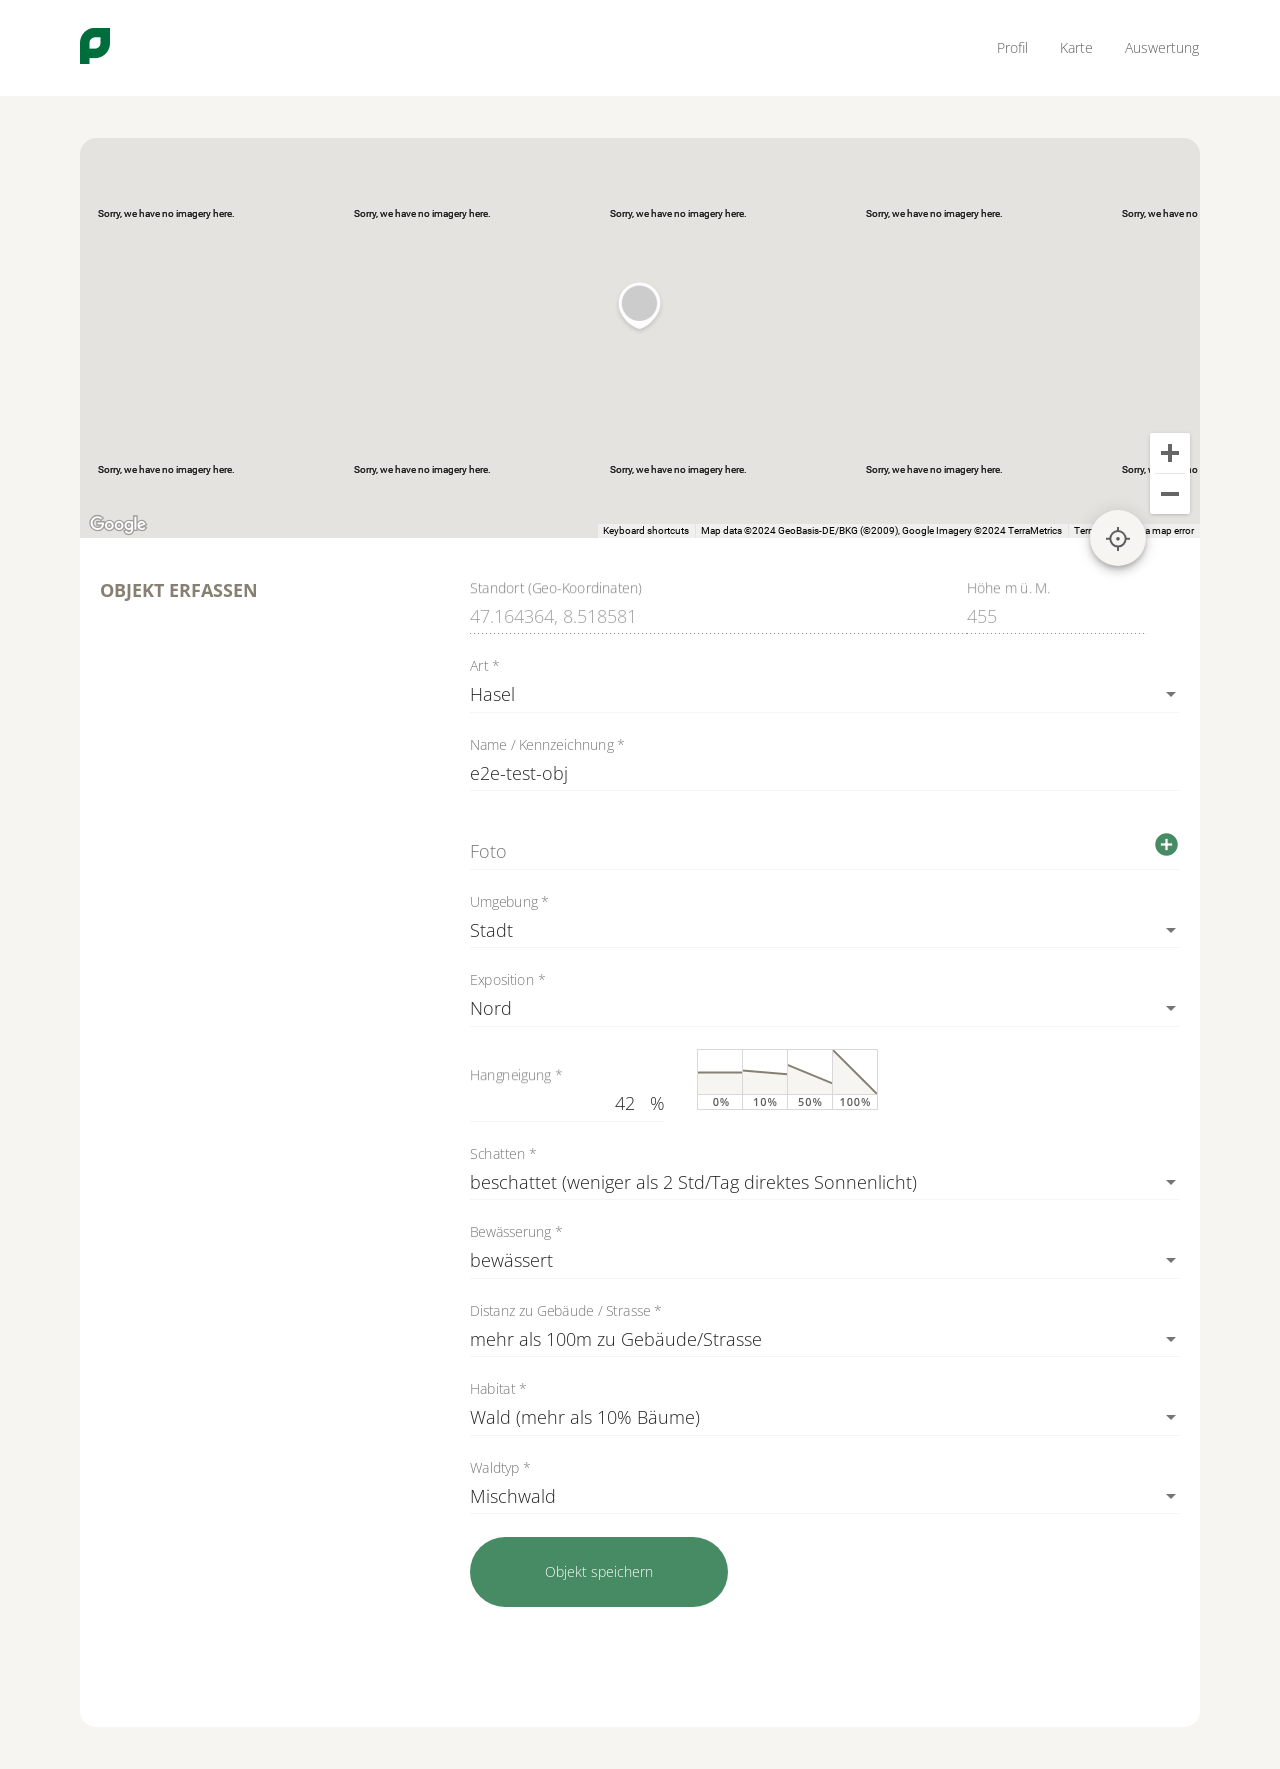 Profil Karte Auswertung
Sorry, we have no imagery here. Sorry, we have no imagery here. Sorry, we have no imagery here. Sorry, we have no imagery here. Sorry, we have no
Sorry, we have no imagery here. Sorry, we have no imagery here. Sorry, we have no imagery here. Sorry, we have no imagery here. Sorry, no
Google Keyboard shortcuts Map data ©2024 GeoBasis-DE/BKG (©2009), Google Imagery ©2024 TerraMetrics map error
OBJEKT ERFASSEN
Standort (Geo-Koordinaten) Höhe m ü. M.
47.164364, 8.518581 455
Art *
Hasel
Name / Kennzeichnung *
e2e-test-obj
Foto
Umgebung *
Stadt
Exposition *
Nord
Hangneigung *
42 %
0% 10% 50% 100%
Schatten *
beschattet (weniger als 2 Std/Tag direktes Sonnenlicht)
Bewässerung *
bewässert
Distanz zu Gebäude / Strasse *
mehr als 100m zu Gebäude/Strasse
Habitat *
Wald (mehr als 10% Bäume)
Waldtyp *
Mischwald
Objekt speichern